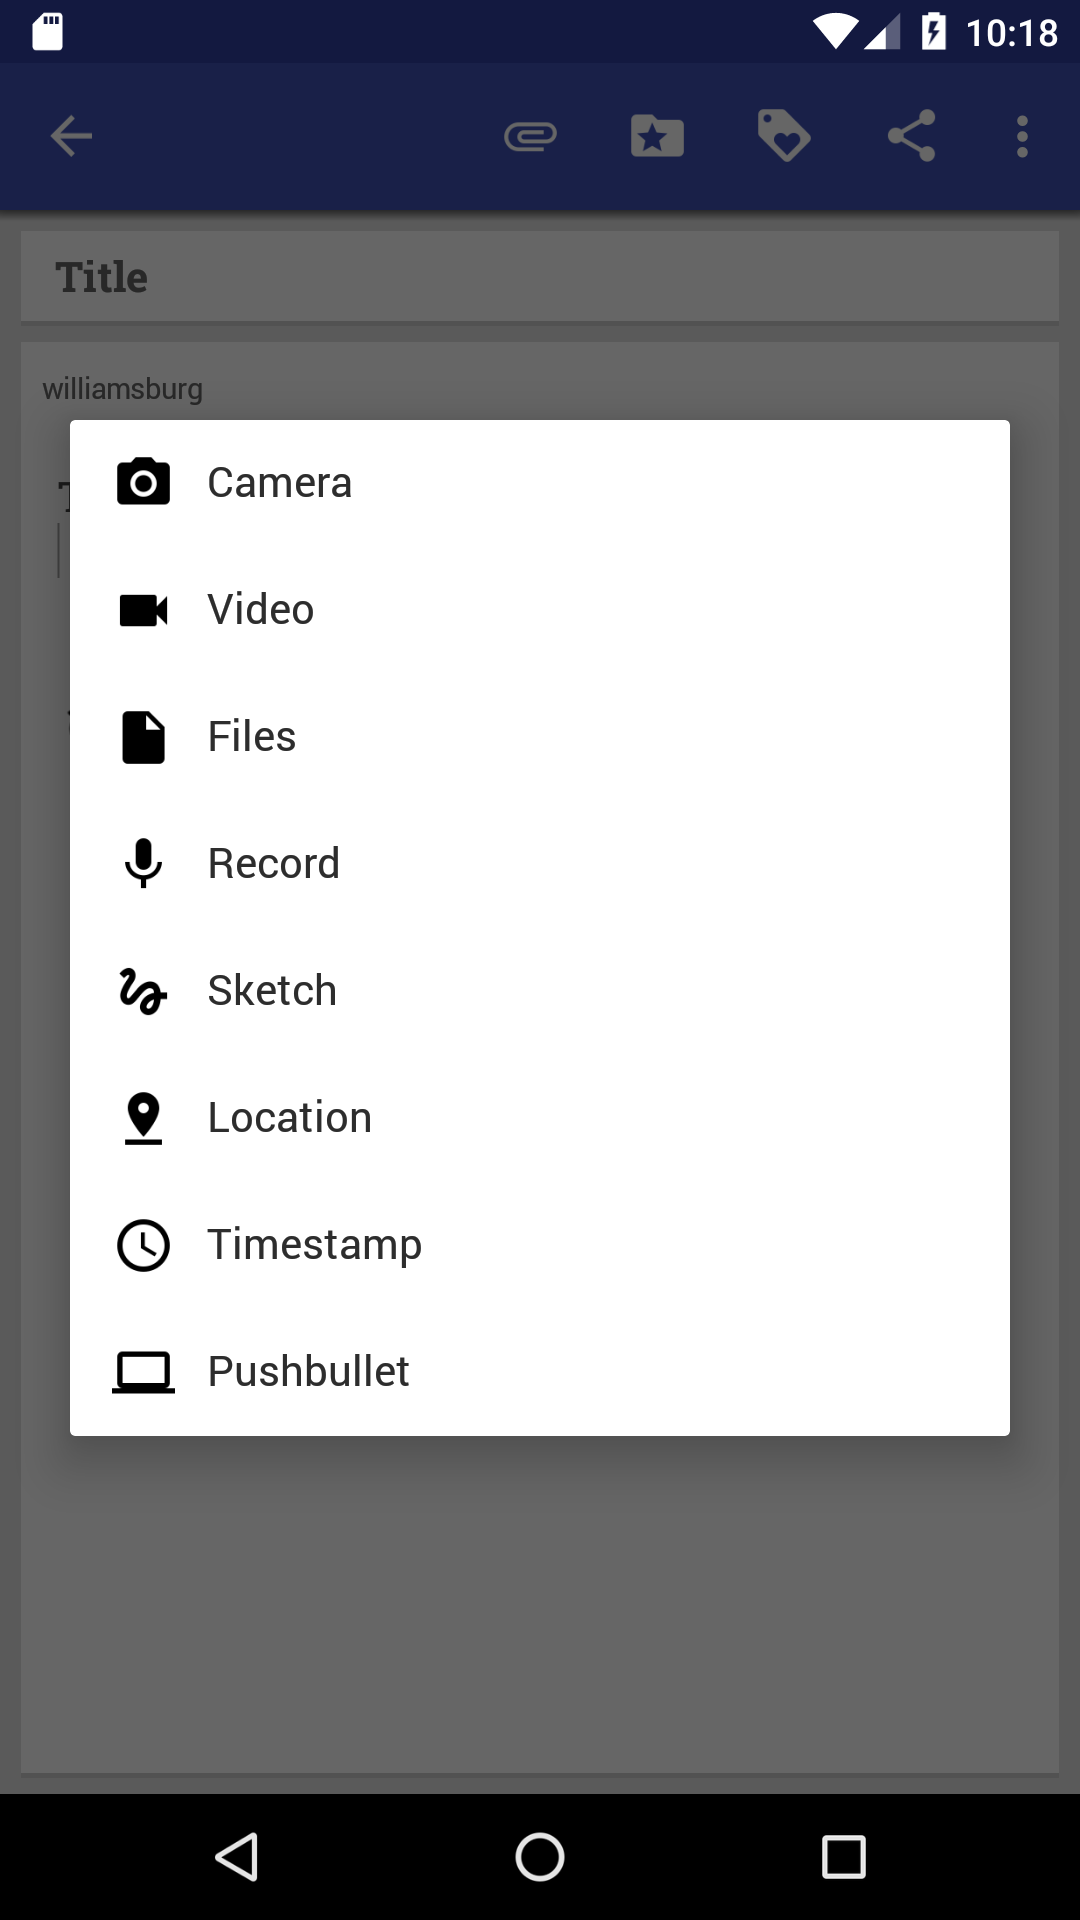 10:18
Title
williamsburg
Camera
Video
Files
Record
Sketch
Location
Timestamp
Pushbullet